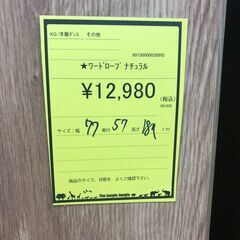 KG/洋服ダンス その他
★ワードローブ ナチュラル
¥12,980 (税込)
サイズ:幅 77 奥行 57 高さ 189 cm
商品のサイズ、状態を よくご確認下さい。
The Jungle-Jungle